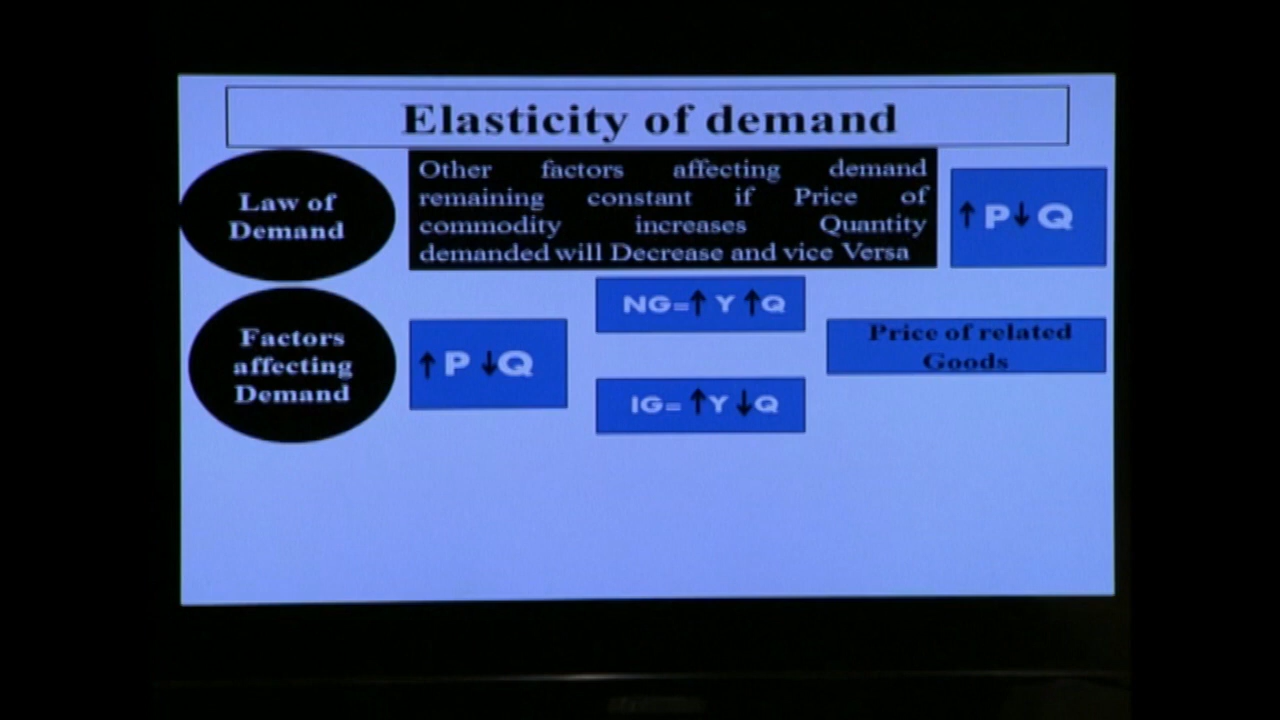 Elasticity of demand
Law of
Demand
Other factors affecting demand
remaining constant if Price of
commodity increases Quantity
demanded will Decrease and vice Versa
↑ P↓ Q
Factors
affecting
Demand
↑ P ↓Q
NG=↑ Y ↑Q
IG= ↑Y ↓Q
Price of related
Goods